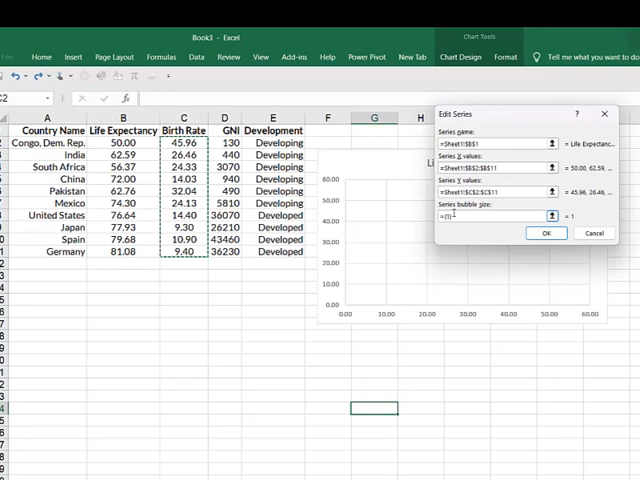 Book3 - Excel
Chart Tools
Home Insert Page Layout Formulas Data Review View Add-ins Help Power Pivot New Tab Chart Design Format Tell me what you want to do
C2
fx
A B C D E F G H
Country Name Life Expectancy Birth Rate GNI Development
Congo, Dem. Rep. 50.00 45.96 130 Developing
India 62.59 26.46 440 Developing
South Africa 56.37 24.33 3070 Developing
China 72.00 14.03 940 Developing
Pakistan 62.76 32.04 490 Developing
Mexico 74.30 24.13 5810 Developing
United States 76.64 14.40 36070 Developed
Japan 77.93 9.30 26210 Developed
Spain 79.68 10.90 43460 Developed
Germany 81.08 9.40 36230 Developed
60.00
50.00
40.00
30.00
20.00
10.00
0.00
0.00 10.00 20.00 30.00 40.00 50.00 60.00
Edit Series
Series name:
=Sheet1!$B$1 = Life Expectanc...
Series X values:
=Sheet1!$B$2:$B$11 = 50.00, 62.59, ...
Series Y values:
=Sheet1!$C$2:$C$11 = 45.96, 26.46, ...
Series bubble size:
={1} = 1
OK Cancel